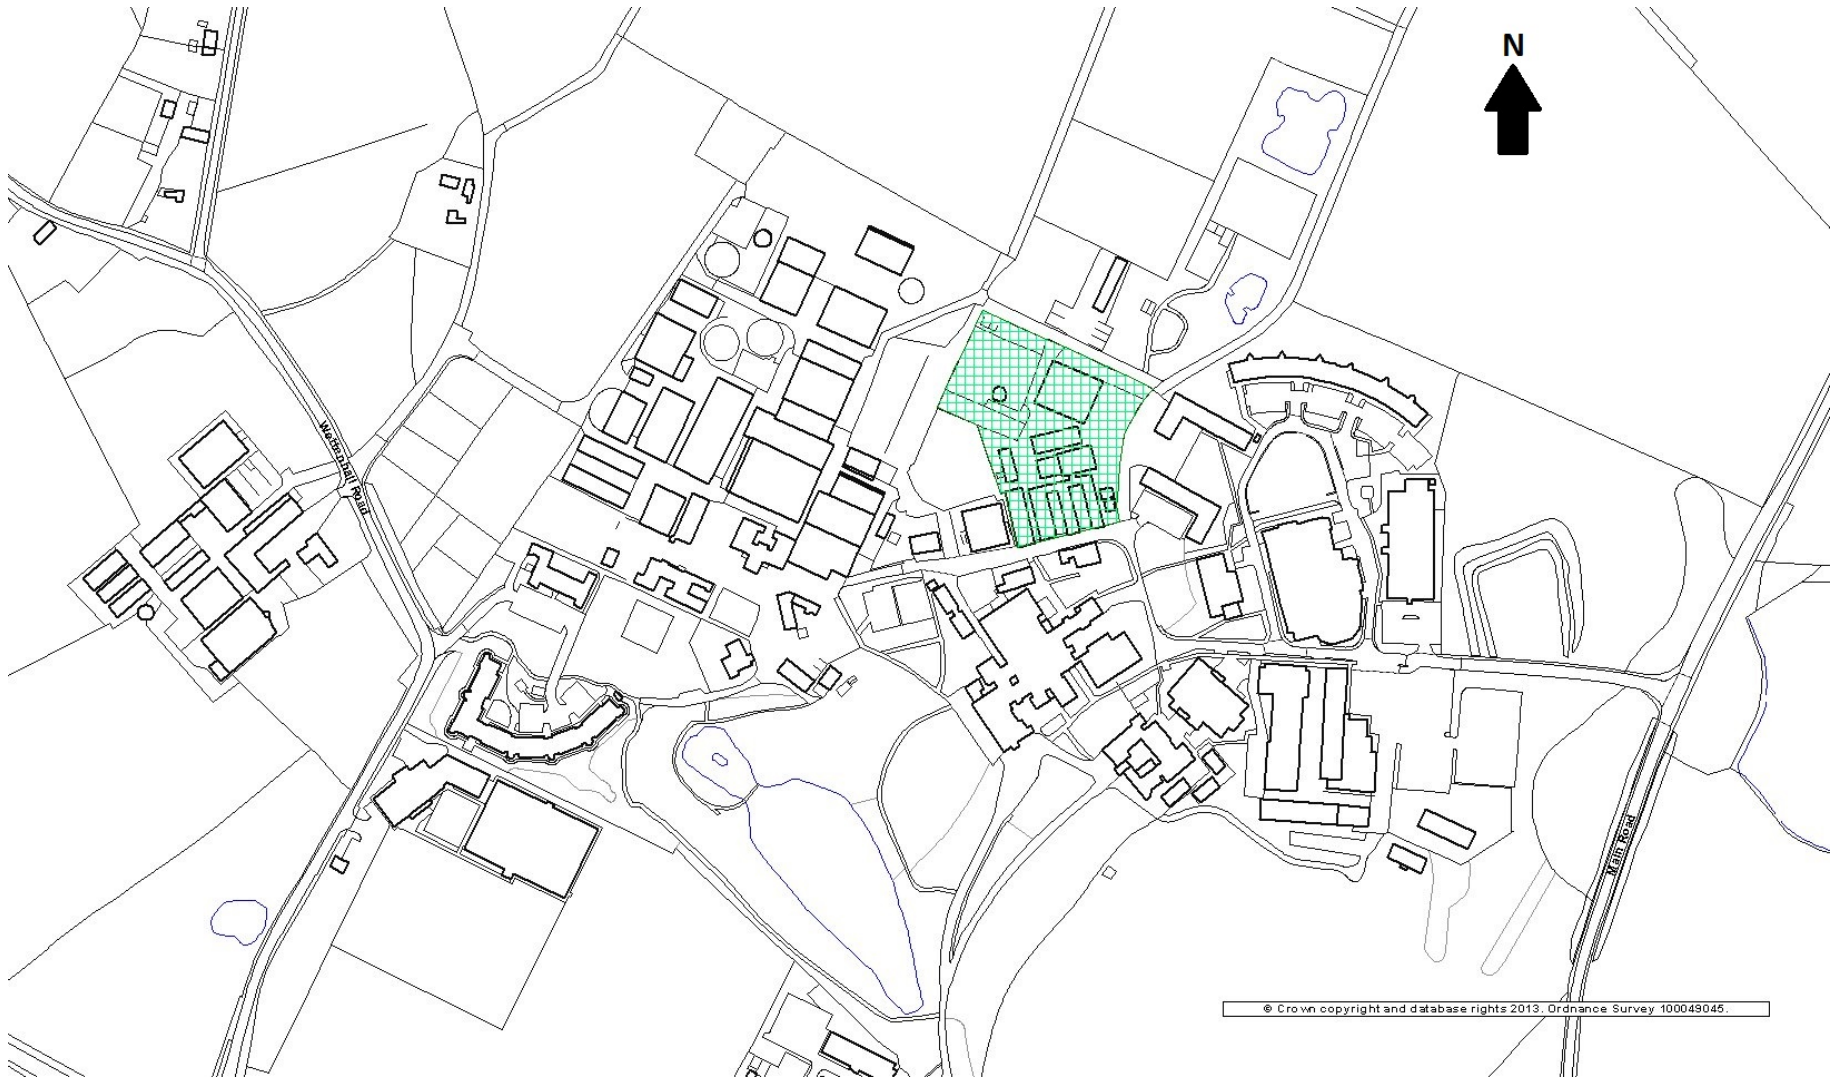 N
Wettenhall Road
Main Road
© Crown copyright and database rights 2013. Ordnance Survey 100049045.